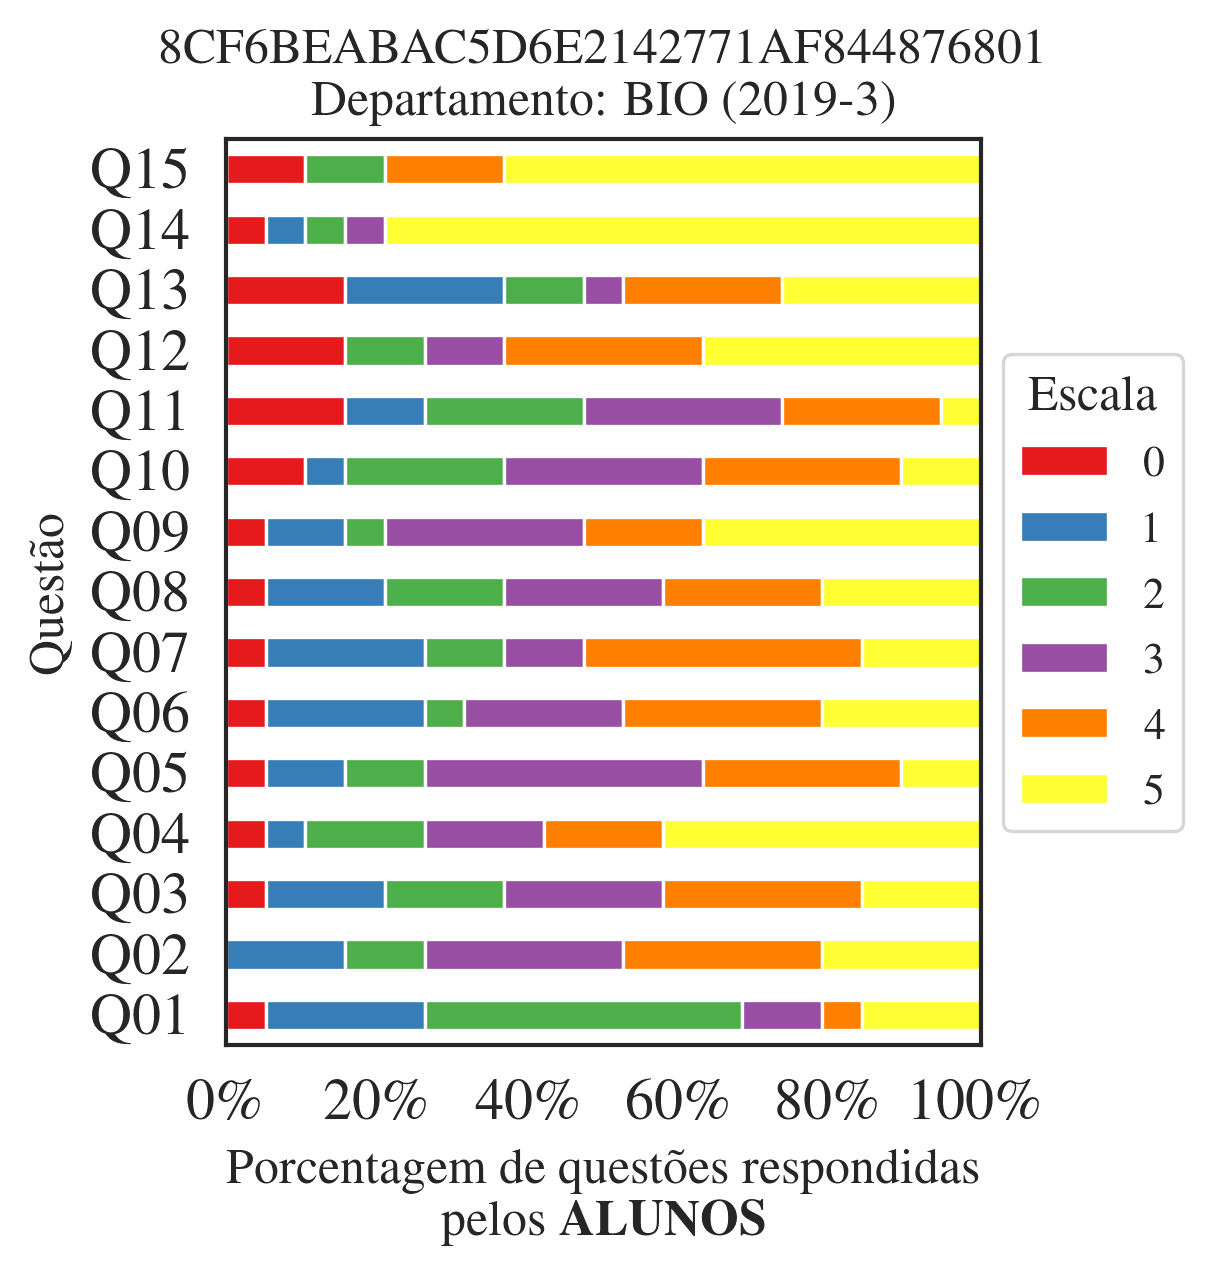 8CF6BEABAC5D6E2142771AF844876801
Departamento: BIO (2019-3)
Q15
Q14
Q13
Q12
Q11
Q10
Q09
Q08
Q07
Q06
Q05
Q04
Q03
Q02
Q01
Questão
0% 20% 40% 60% 80% 100%
Porcentagem de questões respondidas
pelos ALUNOS
Escala
0
1
2
3
4
5